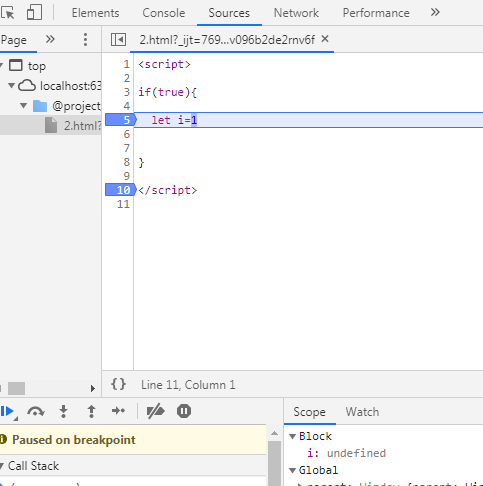 Elements Console Sources Network Performance »
Page »
2.html?_ijt=769...v096b2de2rnv6f ×
top
localhost:63
@project
2.html?
1 <script>
2
3 if(true){
4
5 let i=1
6
7
8 }
9
10 </script>
11
{} Line 11, Column 1
Paused on breakpoint
Call Stack
Scope Watch
Block
i: undefined
Global